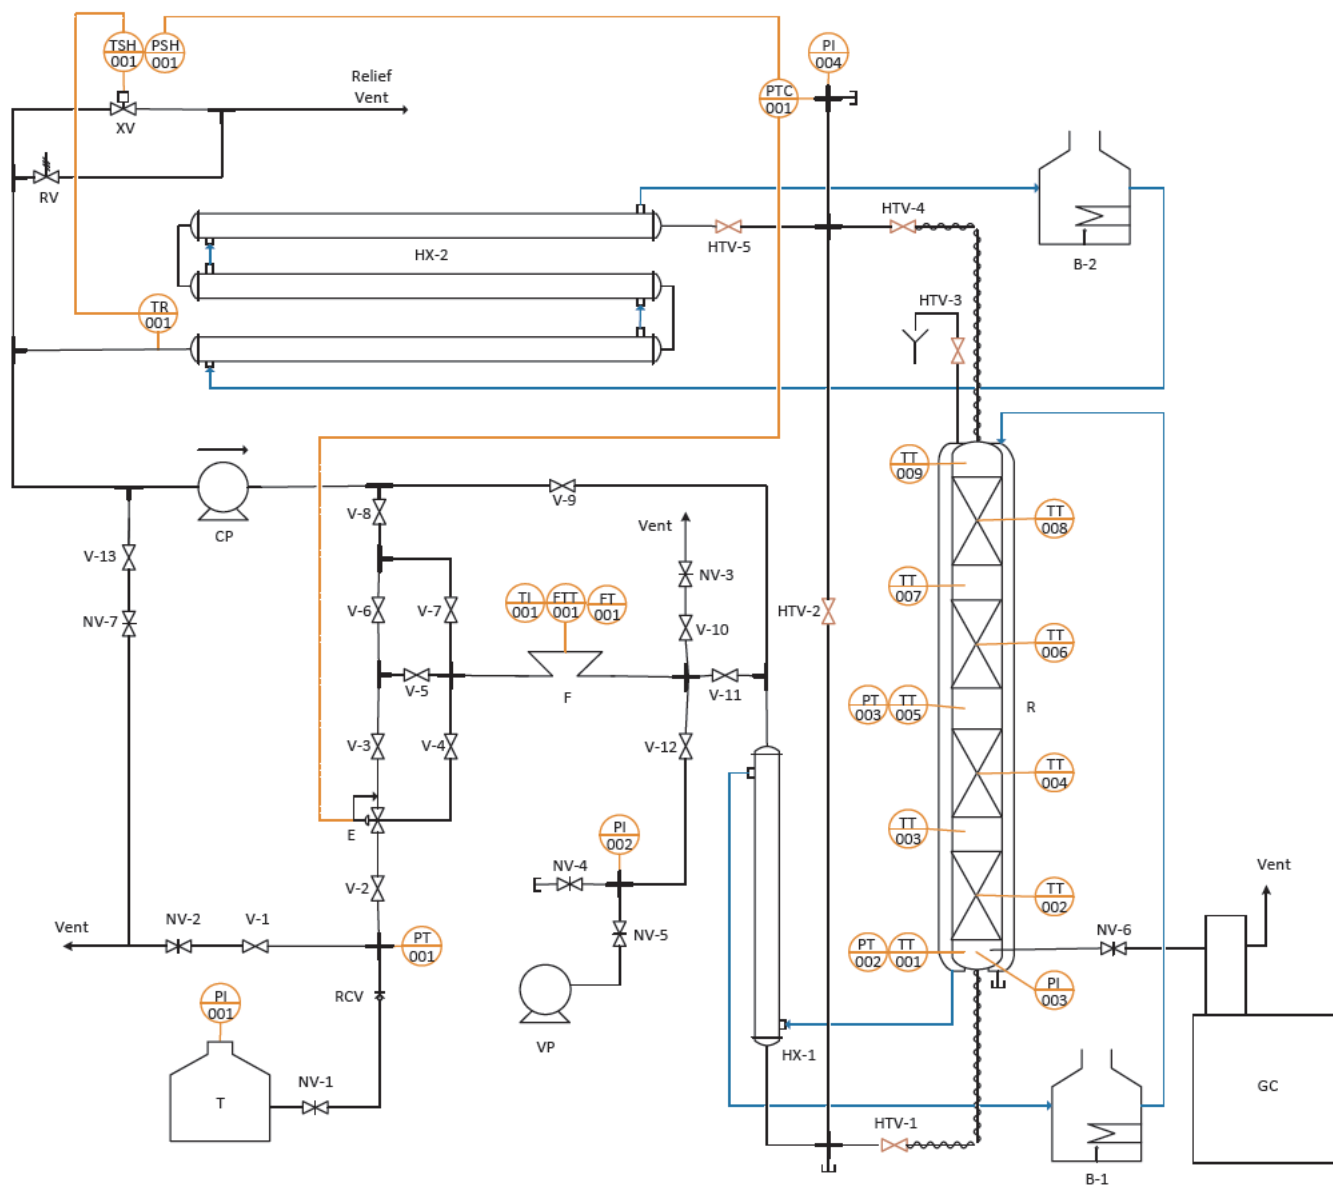 TSH
001
PSH
001
PI
004
Relief
Vent
PTC
001
XV
RV
HTV-4
HTV-5
HX-2
B-2
TR
001
HTV-3
TT
009
V-9
V-8
Vent
CP
TT
008
V-13
NV-3
TT
007
TI
001
FTT
001
FT
001
V-6
V-7
HTV-2
NV-7
V-10
TT
006
V-5
F
V-11
PT
003
TT
005
R
V-3
V-4
V-12
TT
004
E
PI
002
TT
003
NV-4
Vent
V-2
TT
002
Vent
NV-2
V-1
NV-5
NV-6
PT
001
PT
002
TT
001
PI
003
RCV
PI
001
VP
HX-1
NV-1
GC
T
HTV-1
B-1